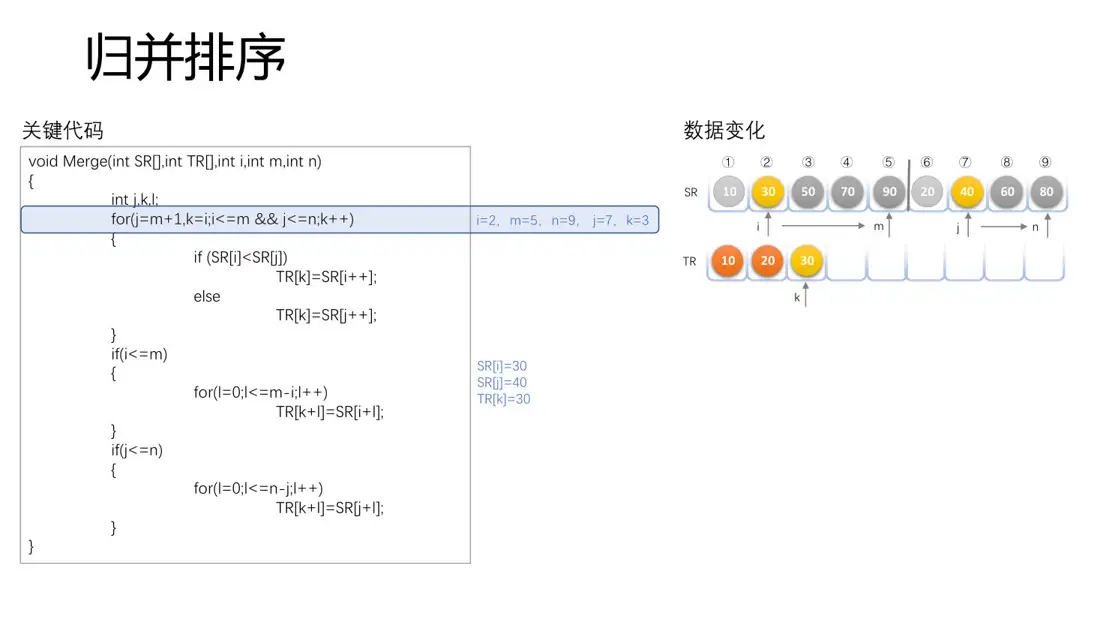 归并排序
关键代码
void Merge(int SR[],int TR[],int i,int m,int n)
{
int j,k,l;
for(j=m+1,k=i;i<=m && j<=n;k++)
{
if (SR[i]<SR[j])
TR[k]=SR[i++];
else
TR[k]=SR[j++];
}
if(i<=m)
{
for(l=0;l<=m-i;l++)
TR[k+l]=SR[i+l];
}
if(j<=n)
{
for(l=0;l<=n-j;l++)
TR[k+l]=SR[j+l];
}
}
i=2, m=5, n=9, j=7, k=3
SR[i]=30
SR[j]=40
TR[k]=30
数据变化
① ② ③ ④ ⑤ ⑥ ⑦ ⑧ ⑨
SR 10 30 50 70 90 20 40 60 80
i m j n
TR 10 20 30
k